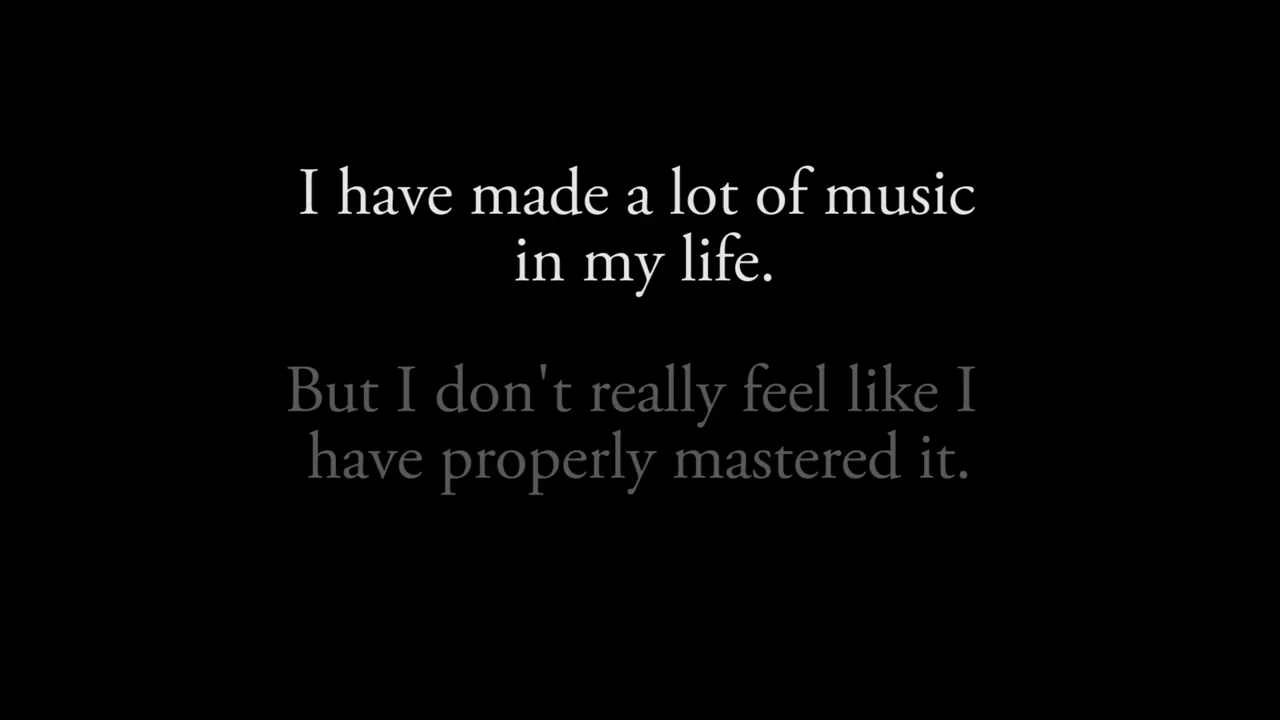 I have made a lot of music
in my life.
But I don't really feel like I
have properly mastered it.